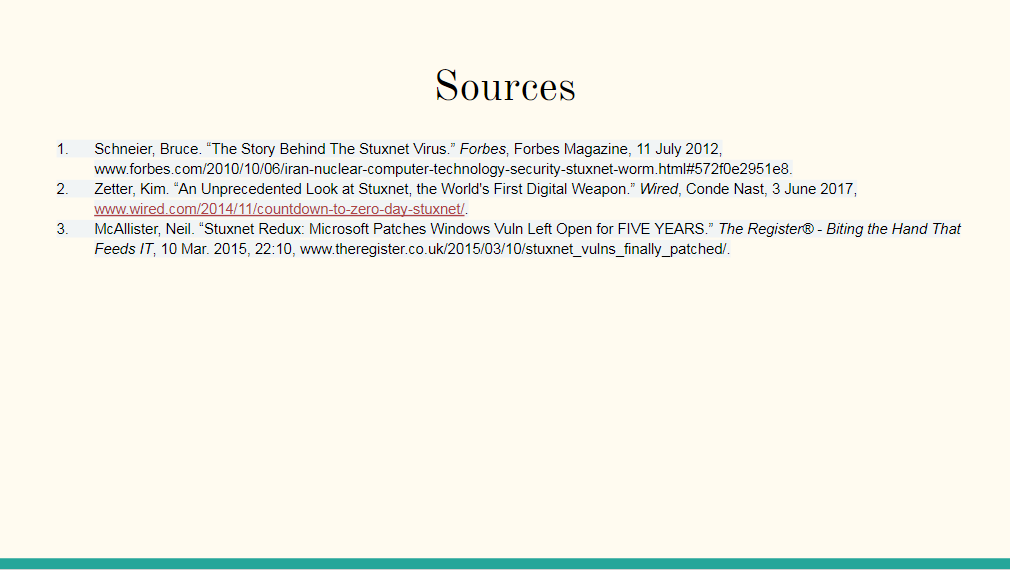 Sources
1. Schneier, Bruce. “The Story Behind The Stuxnet Virus.” Forbes, Forbes Magazine, 11 July 2012,
www.forbes.com/2010/10/06/iran-nuclear-computer-technology-security-stuxnet-worm.html#572f0e2951e8.
2. Zetter, Kim. “An Unprecedented Look at Stuxnet, the World’s First Digital Weapon.” Wired, Conde Nast, 3 June 2017,
www.wired.com/2014/11/countdown-to-zero-day-stuxnet/.
3. McAllister, Neil. “Stuxnet Redux: Microsoft Patches Windows Vuln Left Open for FIVE YEARS.” The Register® - Biting the Hand That
Feeds IT, 10 Mar. 2015, 22:10, www.theregister.co.uk/2015/03/10/stuxnet_vulns_finally_patched/.